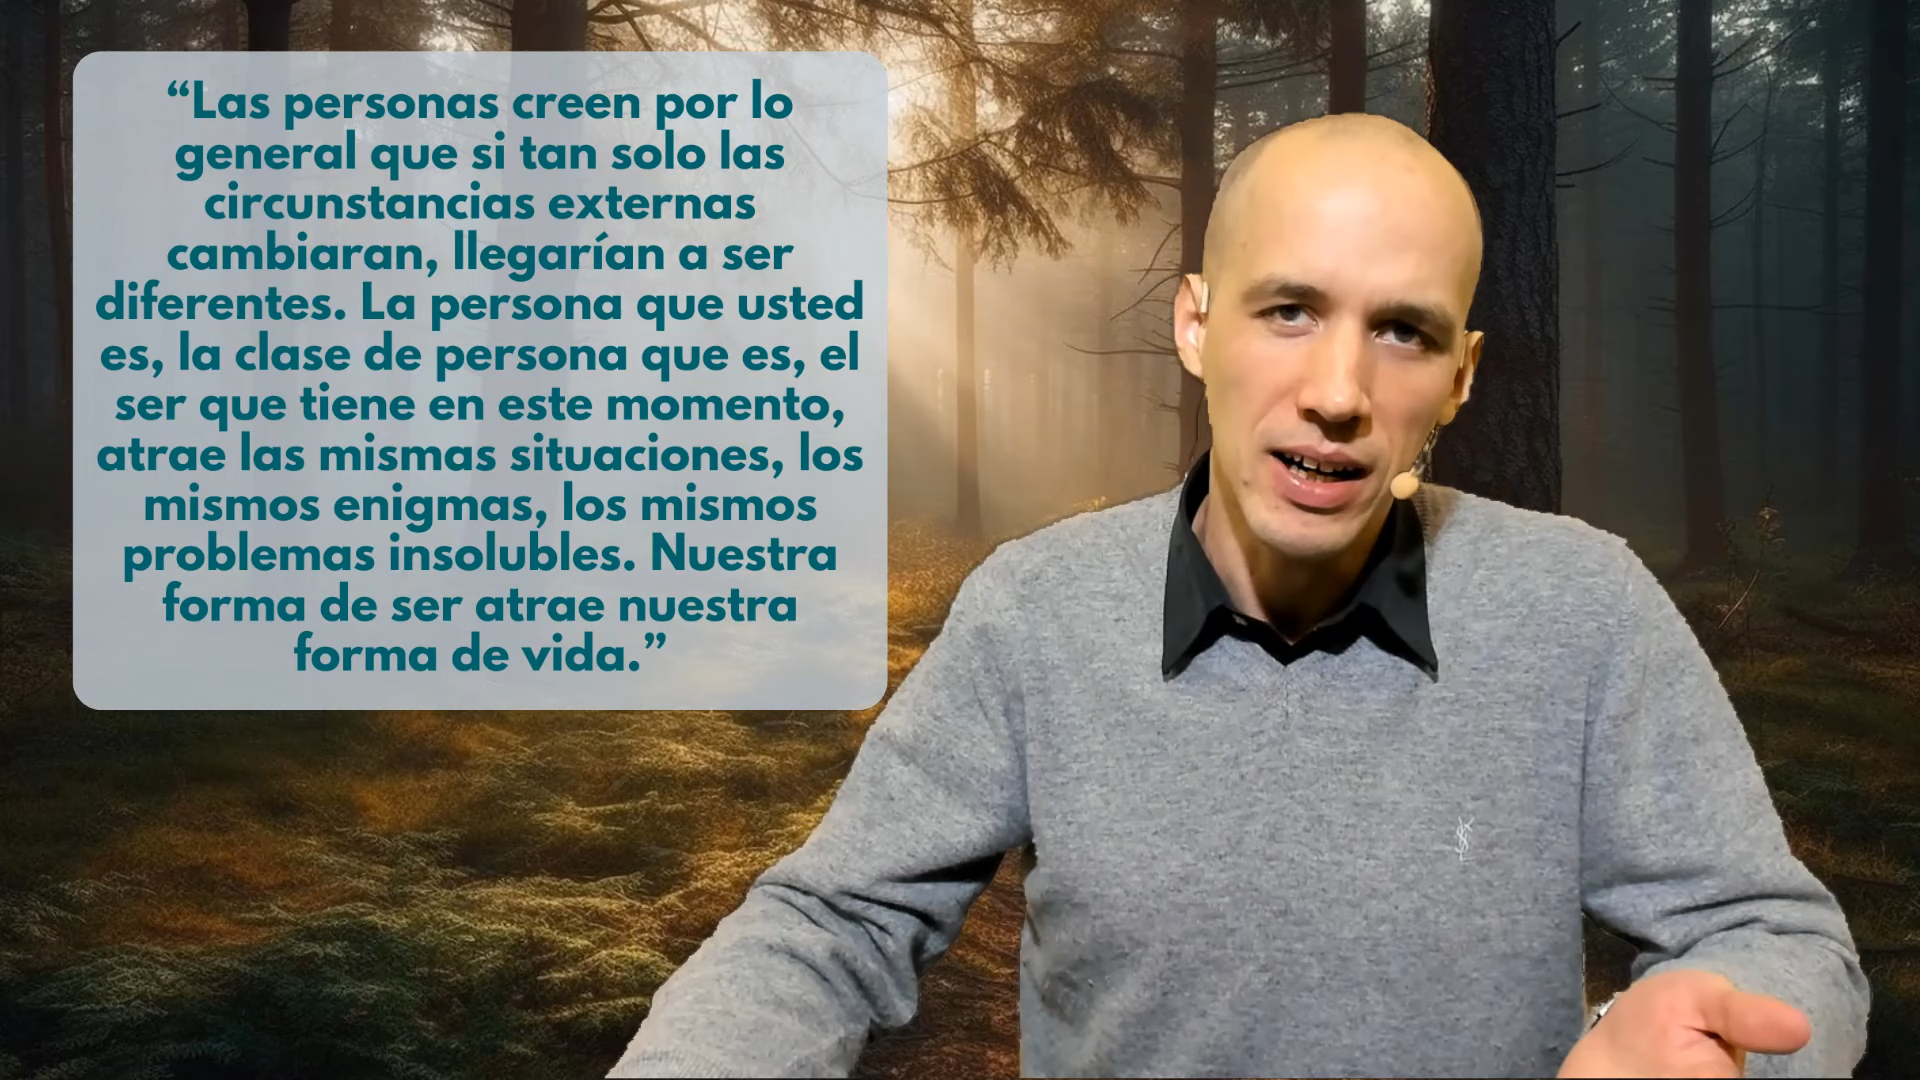 “Las personas creen por lo
general que si tan solo las
circunstancias externas
cambiaran, llegarían a ser
diferentes. La persona que usted
es, la clase de persona que es, el
ser que tiene en este momento,
atrae las mismas situaciones, los
mismos enigmas, los mismos
problemas insolubles. Nuestra
forma de ser atrae nuestra
forma de vida.”